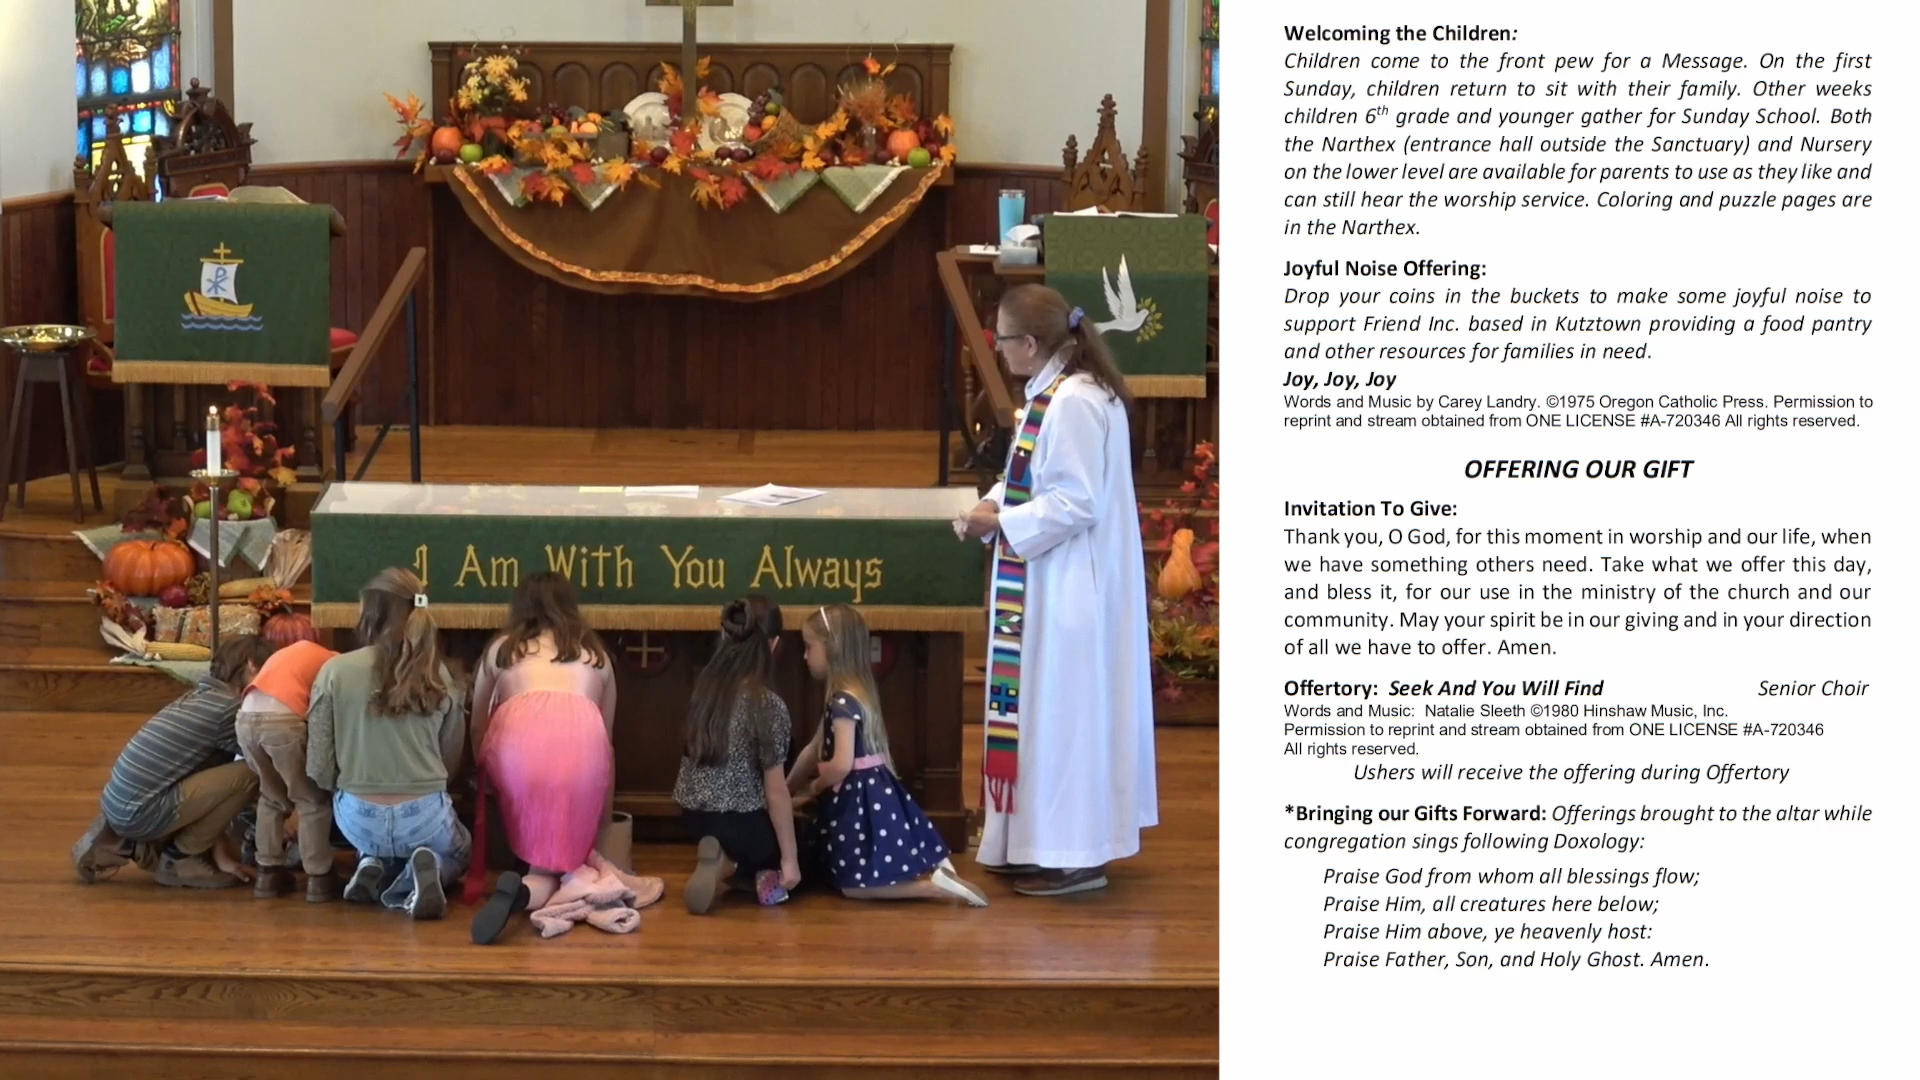 I Am With You Always
Welcoming the Children:
Children come to the front pew for a Message. On the first
Sunday, children return to sit with their family. Other weeks
children 6th grade and younger gather for Sunday School. Both
the Narthex (entrance hall outside the Sanctuary) and Nursery
on the lower level are available for parents to use as they like and
can still hear the worship service. Coloring and puzzle pages are
in the Narthex.
Joyful Noise Offering:
Drop your coins in the buckets to make some joyful noise to
support Friend Inc. based in Kutztown providing a food pantry
and other resources for families in need.
Joy, Joy, Joy
Words and Music by Carey Landry. ©1975 Oregon Catholic Press. Permission to
reprint and stream obtained from ONE LICENSE #A-720346 All rights reserved.
OFFERING OUR GIFT
Invitation To Give:
Thank you, O God, for this moment in worship and our life, when
we have something others need. Take what we offer this day,
and bless it, for our use in the ministry of the church and our
community. May your spirit be in our giving and in your direction
of all we have to offer. Amen.
Offertory: Seek And You Will Find Senior Choir
Words and Music: Natalie Sleeth ©1980 Hinshaw Music, Inc.
Permission to reprint and stream obtained from ONE LICENSE #A-720346
All rights reserved.
Ushers will receive the offering during Offertory
*Bringing our Gifts Forward: Offerings brought to the altar while
congregation sings following Doxology:
Praise God from whom all blessings flow;
Praise Him, all creatures here below;
Praise Him above, ye heavenly host:
Praise Father, Son, and Holy Ghost. Amen.